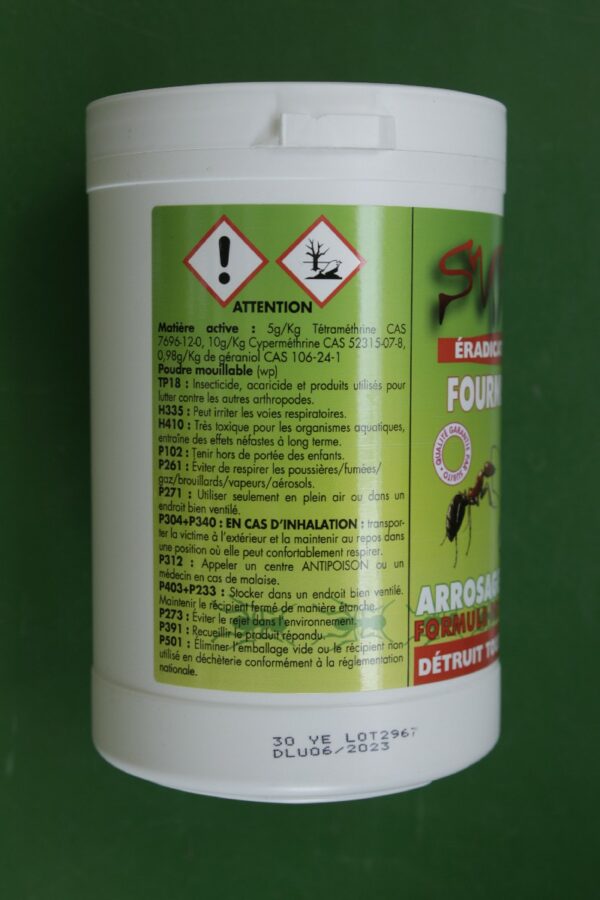 ATTENTION
Matière active : 5g/Kg Tétraméthrine CAS
7696-12-0, 10g/Kg Cyperméthrine CAS 52315-07-8,
0,98g/Kg de géraniol CAS 106-24-1
Poudre mouillable (wp)
TP18 : Insecticide, acaricide et produits utilisés pour
lutter contre les autres arthropodes.
H335 : Peut irriter les voies respiratoires.
H410 : Très toxique pour les organismes aquatiques,
entraîne des effets néfastes à long terme.
P102 : Tenir hors de portée des enfants.
P261 : Éviter de respirer les poussières/fumées/
gaz/brouillards/vapeurs/aérosols.
P271 : Utiliser seulement en plein air ou dans un
endroit bien ventilé.
P304+P340 : EN CAS D'INHALATION : transpor-
ter la victime à l'extérieur et la maintenir au repos dans
une position où elle peut confortablement respirer.
P312 : Appeler un centre ANTIPOISON ou un
médecin en cas de malaise.
P403+P233 : Stocker dans un endroit bien ventilé.
Maintenir le récipient fermé de manière étanche.
P273 : Éviter le rejet dans l'environnement.
P391 : Recueillir le produit répandu.
P501 : Éliminer l'emballage vide ou le récipient non
utilisé en déchèterie conformément à la réglementation
nationale.
ÉRADICA
FOURM
QUALITÉ GARANTIE PAR
ARROSAG
FORMUL
DÉTRUIT TO
30 YE LOT2967
DLU06/2023